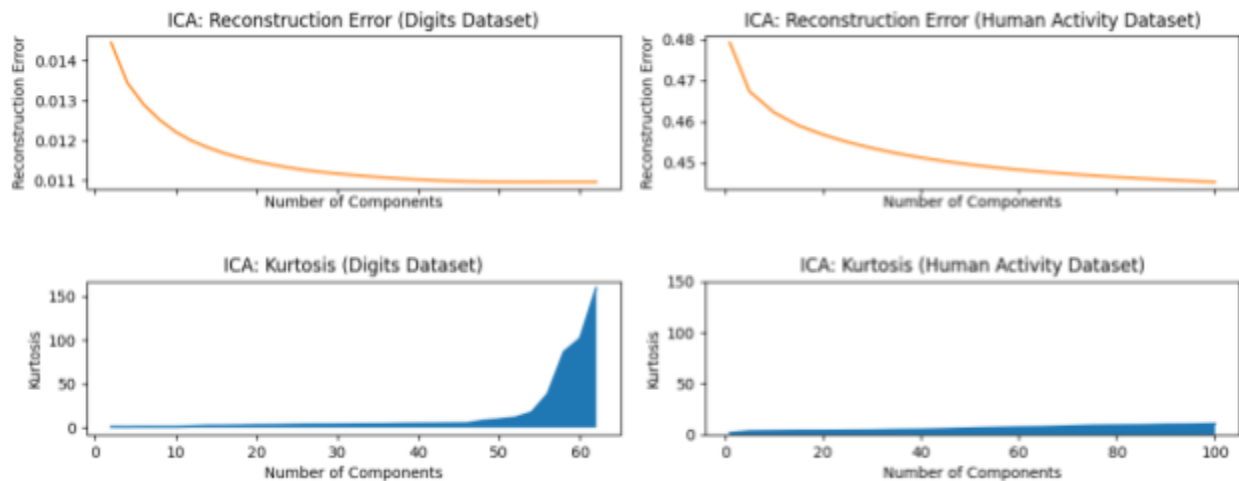 ICA: Reconstruction Error (Digits Dataset)
Reconstruction Error
0.014
0.013
0.012
0.011
Number of Components
ICA: Reconstruction Error (Human Activity Dataset)
Reconstruction Error
0.48
0.47
0.46
0.45
Number of Components
ICA: Kurtosis (Digits Dataset)
Kurtosis
150
100
50
0
0 10 20 30 40 50 60
Number of Components
ICA: Kurtosis (Human Activity Dataset)
Kurtosis
150
100
50
0
0 20 40 60 80 100
Number of Components